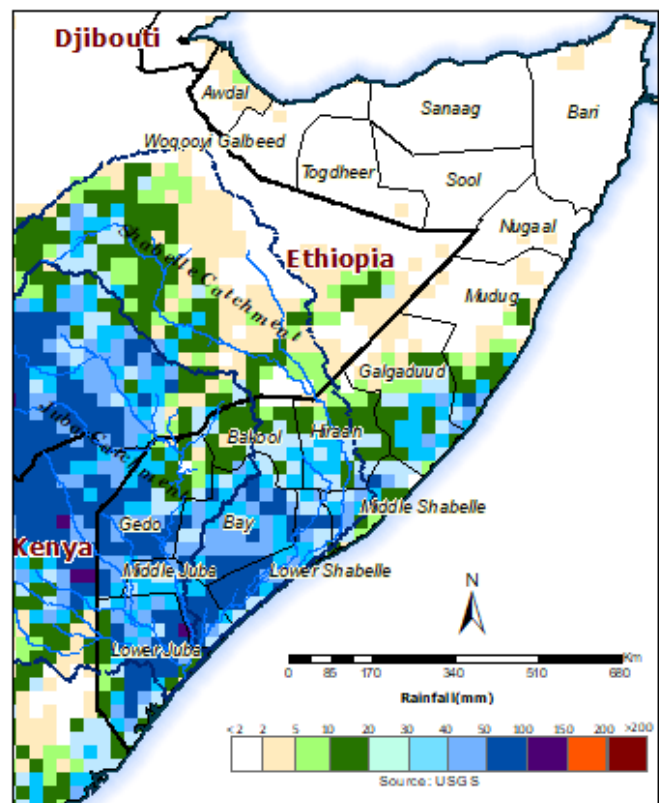 Djibouti
Awdal
Sanaag
Bari
Woqooyi Galbeed
Togdheer
Sool
Nugaal
Shabelle Catchment
Ethiopia
Mudug
Galgaduud
Juba Catchment
Bakool
Hiraan
Middle Shabelle
Gedo
Bay
Kenya
Middle Juba
Lower Shabelle
N
Lower Juba
Km
0 85 170 340 510 680
Rainfall(mm)
<2 2 5 10 20 30 40 50 100 150 200 >200
Source: USGS